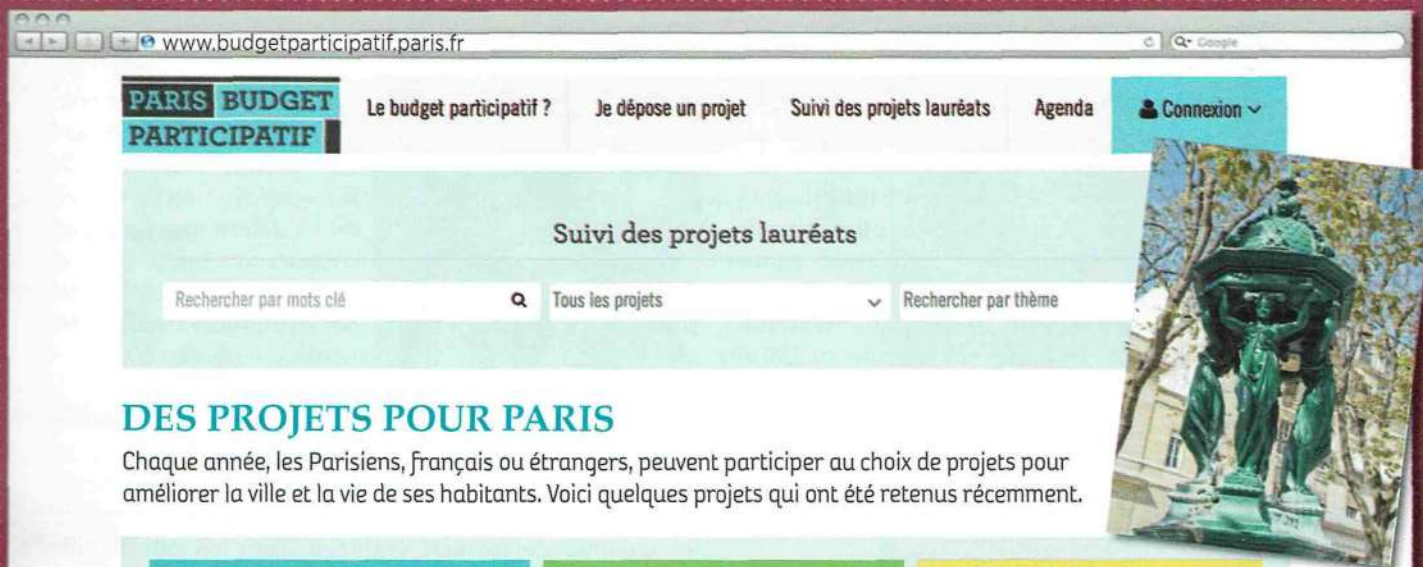 www.budgetparticipatif.paris.fr
Google
PARIS BUDGET
PARTICIPATIF
Le budget participatif ?
Je dépose un projet
Suivi des projets lauréats
Agenda
Connexion
Suivi des projets lauréats
Rechercher par mots clé
Tous les projets
Rechercher par thème
DES PROJETS POUR PARIS
Chaque année, les Parisiens, français ou étrangers, peuvent participer au choix de projets pour
améliorer la ville et la vie de ses habitants. Voici quelques projets qui ont été retenus récemment.